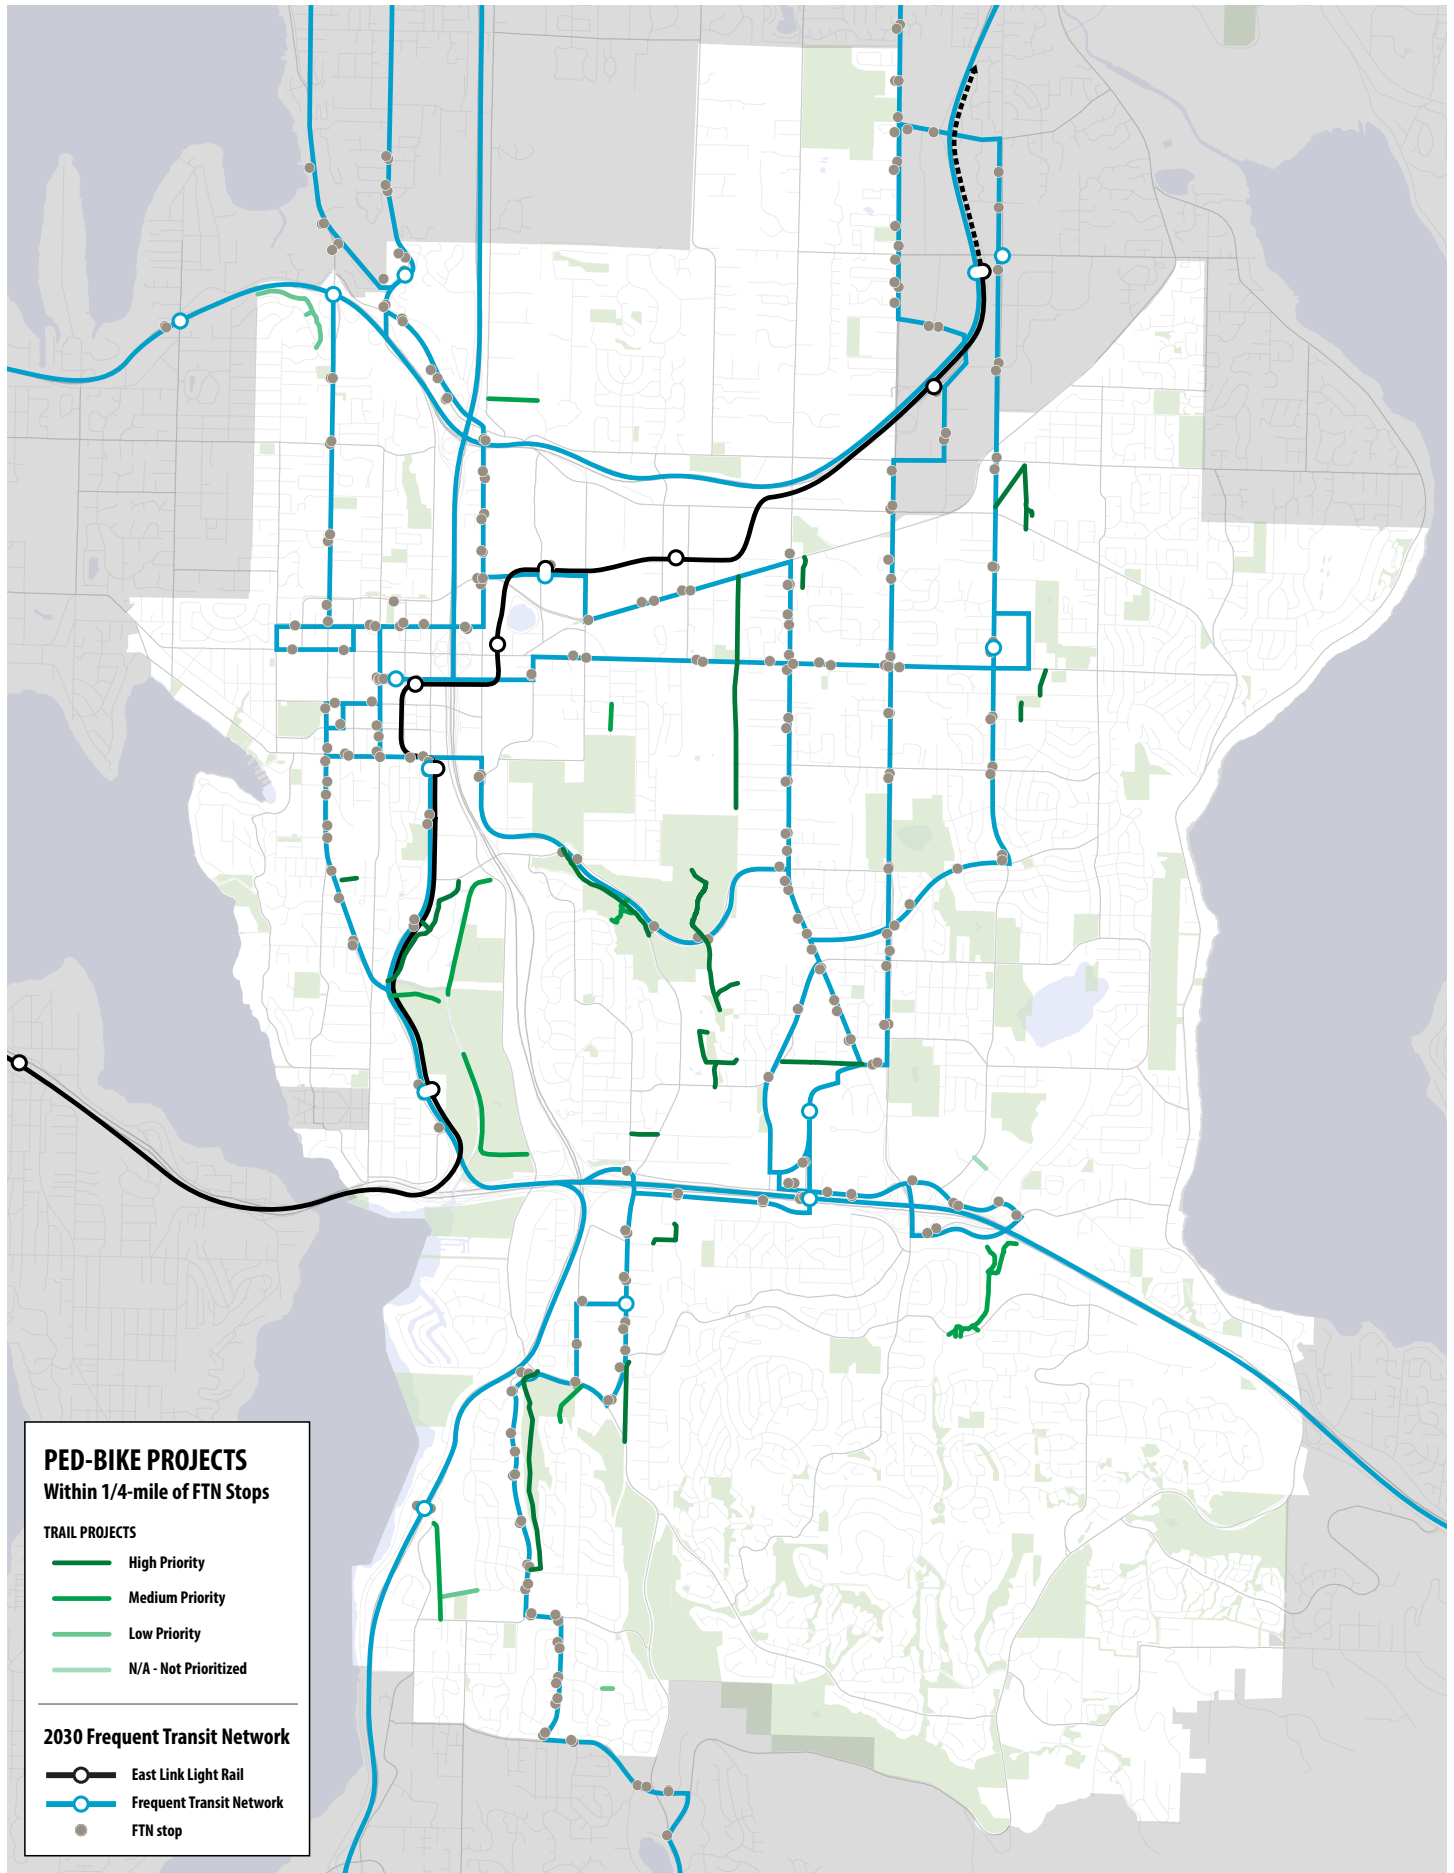 PED-BIKE PROJECTS
Within 1/4-mile of FTN Stops
TRAIL PROJECTS
High Priority
Medium Priority
Low Priority
N/A - Not Prioritized
2030 Frequent Transit Network
East Link Light Rail
Frequent Transit Network
FTN stop